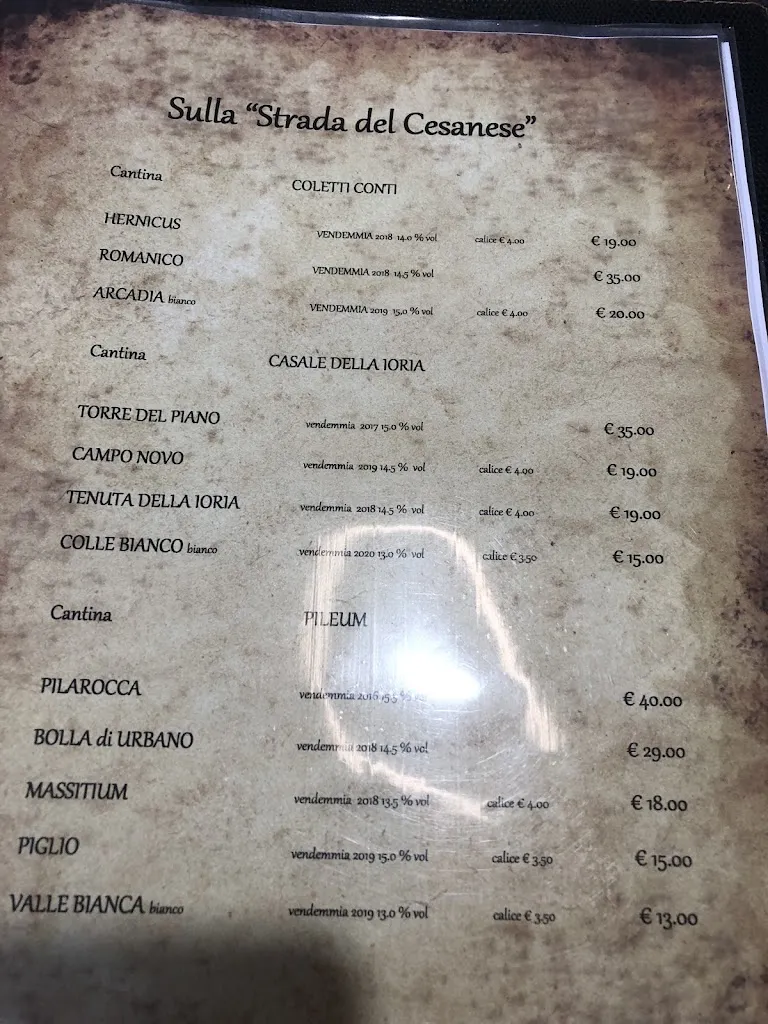 Sulla “Strada del Cesanese”
Cantina COLETTI CONTI
HERNICUS VENDEMMIA 2018 14.0 % vol calice € 4.00 € 19.00
ROMANICO VENDEMMIA 2018 14,5 % vol € 35.00
ARCADIA bianco VENDEMMIA 2019 15,0 % vol calice € 4.00 € 20.00
Cantina CASALE DELLA IORIA
TORRE DEL PIANO vendemmia 2017 15.0 % vol € 35.00
CAMPO NOVO vendemmia 2019 14.5 % vol calice € 4.00 € 19.00
TENUTA DELLA IORIA vendemmia 2018 14.5 % vol calice € 4.00 € 19.00
COLLE BIANCO bianco vendemmia 2020 13.0 % vol calice € 3.50 € 15.00
Cantina PILEUM
PILAROCCA vendemmia 2016 15.5 % € 40.00
BOLLA di URBANO vendemmia 2018 14.5 % vol € 29.00
MASSITIUM vendemmia 2018 13.5 % vol calice € 4.00 € 18.00
PIGLIO vendemmia 2019 15.0 % vol calice € 3.50 € 15.00
VALLE BIANCA bianco vendemmia 2019 13.0 % vol calice € 3.50 € 13.00